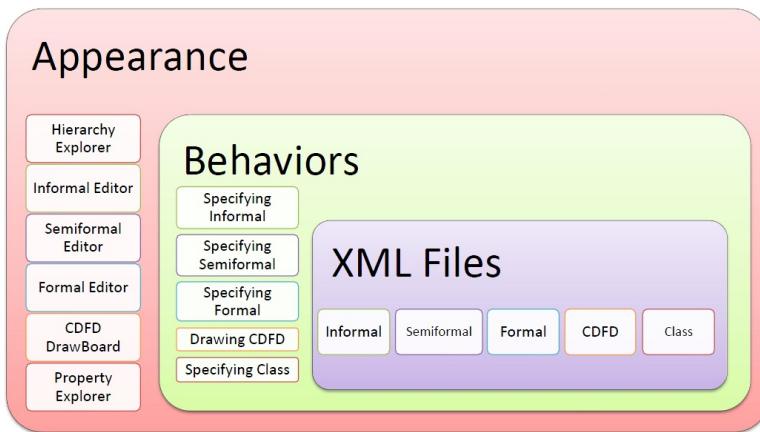 Appearance
Hierarchy
Explorer
Informal Editor
Semiformal
Editor
Formal Editor
CDFD
DrawBoard
Property
Explorer
Behaviors
Specifying
Informal
Specifying
Semiformal
Specifying
Formal
Drawing CDFD
Specifying Class
XML Files
Informal
Semiformal
Formal
CDFD
Class